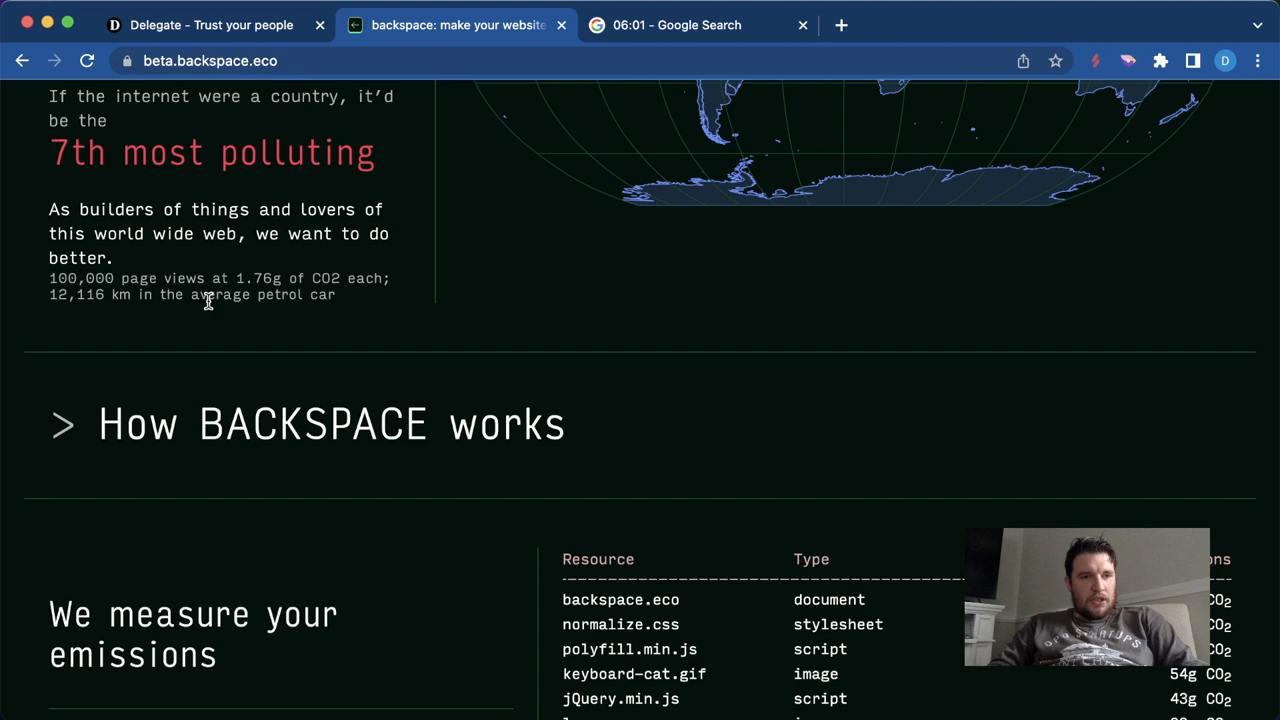 Delegate - Trust your people
backspace: make your website
06:01 - Google Search
beta.backspace.eco
D
If the internet were a country, it'd
be the
7th most polluting
As builders of things and lovers of
this world wide web, we want to do
better.
100,000 page views at 1.76g of CO2 each;
12,116 km in the average petrol car
> How BACKSPACE works
We measure your
emissions
Resource Type
backspace.eco document CO2
normalize.css stylesheet CO2
polyfill.min.js script CO2
keyboard-cat.gif image 54g CO2
jQuery.min.js script 43g CO2